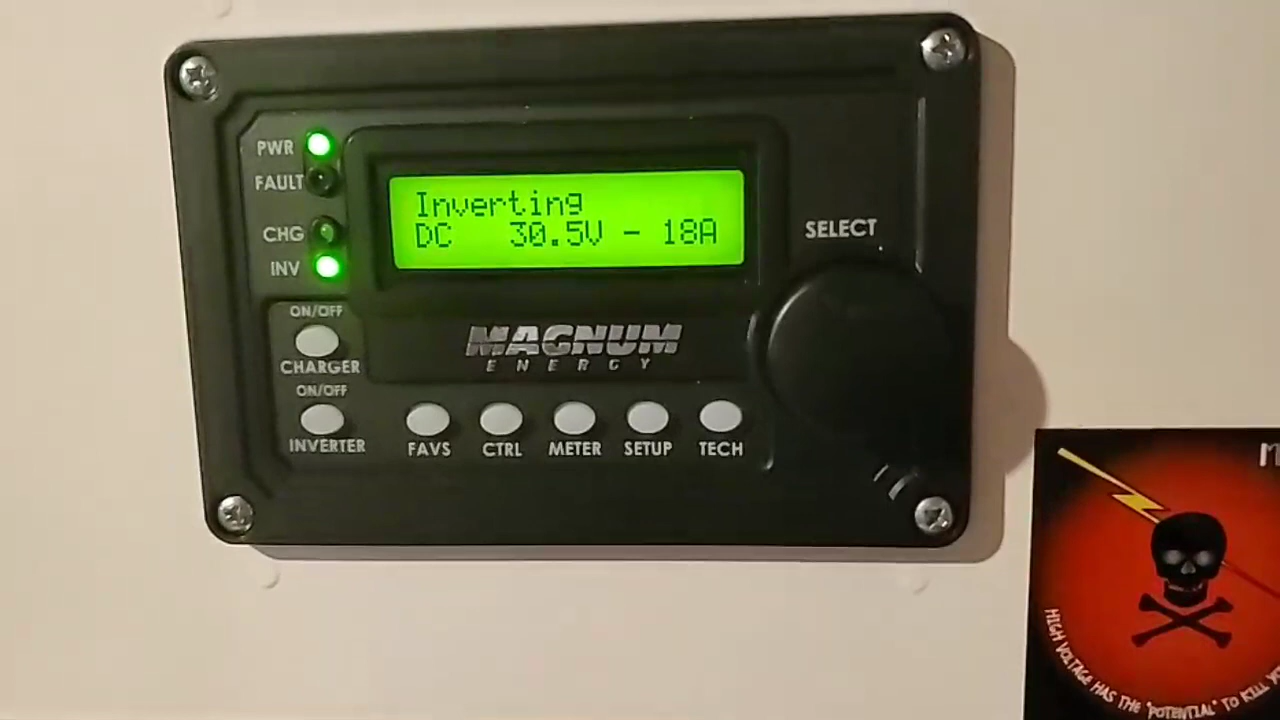 PWR
FAULT
CHG
INV
Inverting
DC 30.5V - 18A
SELECT
ON/OFF
CHARGER
ON/OFF
INVERTER
MAGNUM
ENERGY
FAVS
CTRL
METER
SETUP
TECH
HIGH VOLTAGE HAS THE "POTENTIAL" TO KILL